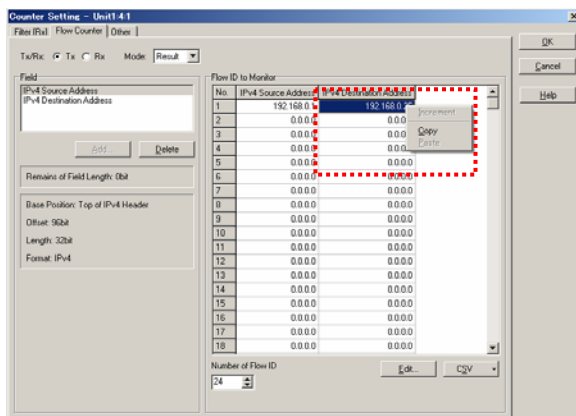 Counter Setting - Unit1:4:1
Filter [Rx] Flow Counter Other
Tx/Rx: Tx Rx Mode: Result
OK
Cancel
Help
Field
IPv4 Source Address
IPv4 Destination Address
Add... Delete
Remains of Field Length: 0bit
Base Position: Top of IPv4 Header
Offset: 96bit
Length: 32bit
Format: IPv4
Flow ID to Monitor
No. IPv4 Source Address IPv4 Destination Address
1 192.168.0.1
2 0.0.0.0 0.0.0.0
3 0.0.0.0 0.0.0.0
4 0.0.0.0 0.0.0.0
5 0.0.0.0 0.0.0.0
6 0.0.0.0 0.0.0.0
7 0.0.0.0 0.0.0.0
8 0.0.0.0 0.0.0.0
9 0.0.0.0 0.0.0.0
10 0.0.0.0 0.0.0.0
11 0.0.0.0 0.0.0.0
12 0.0.0.0 0.0.0.0
13 0.0.0.0 0.0.0.0
14 0.0.0.0 0.0.0.0
15 0.0.0.0 0.0.0.0
16 0.0.0.0 0.0.0.0
17 0.0.0.0 0.0.0.0
18 0.0.0.0 0.0.0.0
Increment
Copy
Paste
Number of Flow ID
24
Edit... CSV